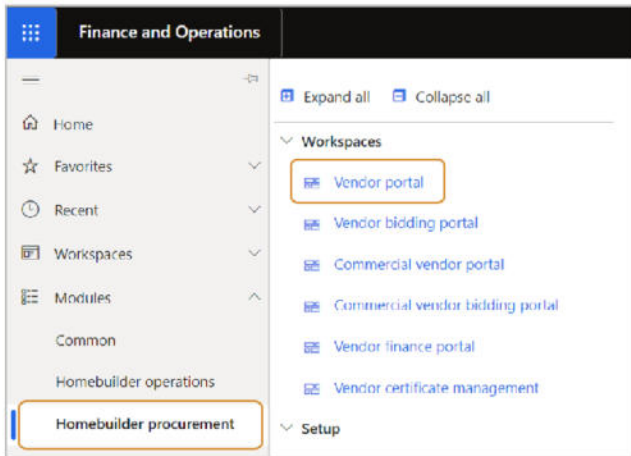 Finance and Operations
Expand all Collapse all
Home
Favorites
Recent
Workspaces
Modules
Common
Homebuilder operations
Homebuilder procurement
Workspaces
Vendor portal
Vendor bidding portal
Commercial vendor portal
Commercial vendor bidding portal
Vendor finance portal
Vendor certificate management
Setup